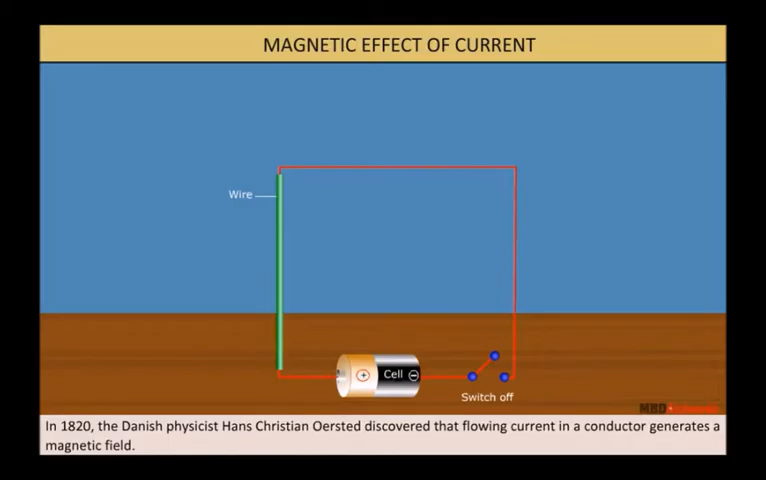 MAGNETIC EFFECT OF CURRENT
Wire
+ Cell −
Switch off
MBD
In 1820, the Danish physicist Hans Christian Oersted discovered that flowing current in a conductor generates a
magnetic field.